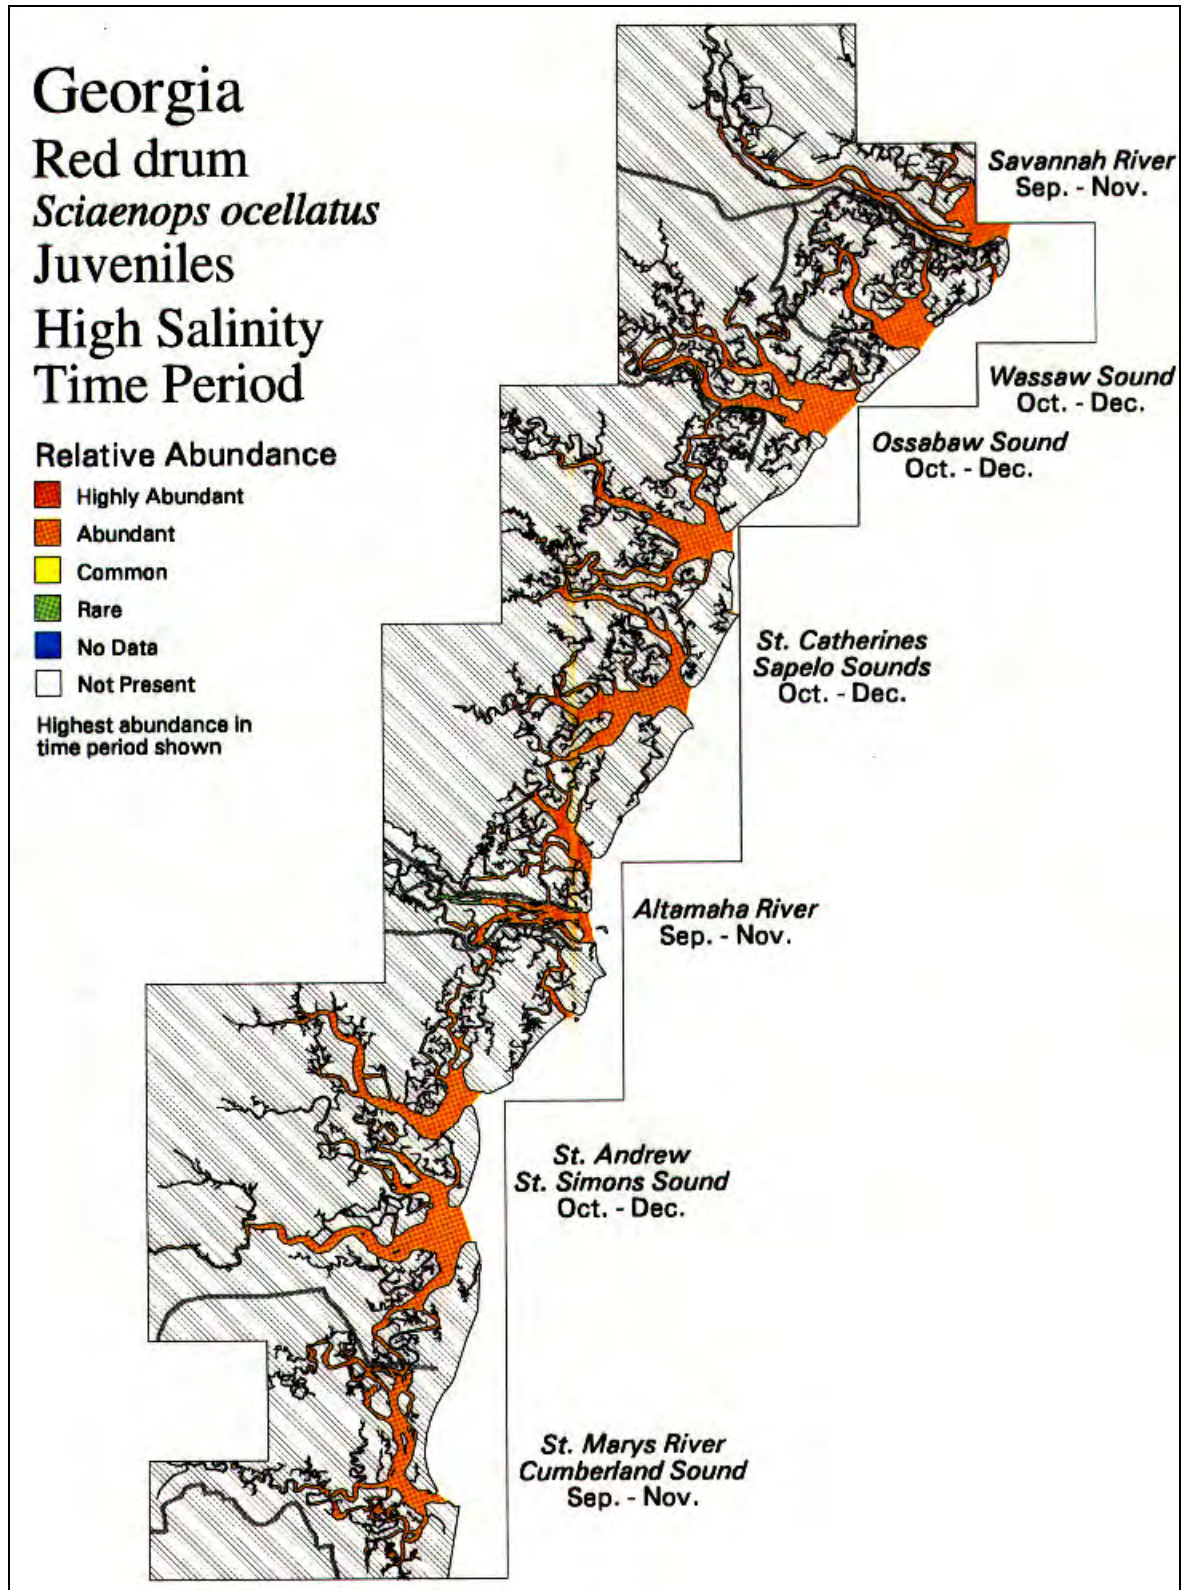 Georgia
Red drum
Sciaenops ocellatus
Juveniles
High Salinity
Time Period
Relative Abundance
Highly Abundant
Abundant
Common
Rare
No Data
Not Present
Highest abundance in
time period shown
Savannah River
Sep. - Nov.
Wassaw Sound
Oct. - Dec.
Ossabaw Sound
Oct. - Dec.
St. Catherines
Sapelo Sounds
Oct. - Dec.
Altamaha River
Sep. - Nov.
St. Andrew
St. Simons Sound
Oct. - Dec.
St. Marys River
Cumberland Sound
Sep. - Nov.